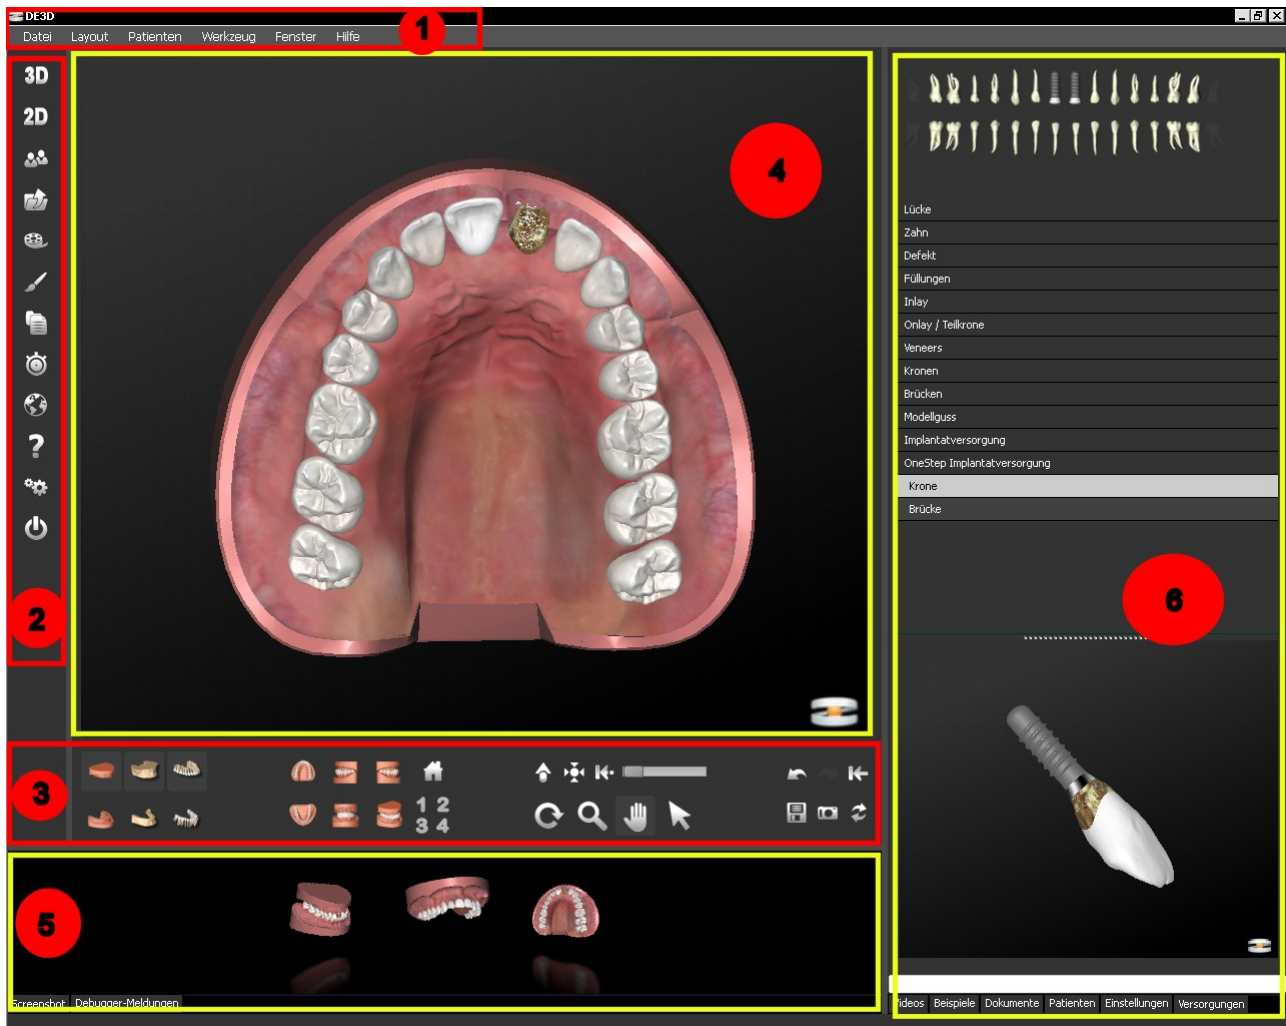 DE3D
Datei Layout Patienten Werkzeug Fenster Hilfe
1
3D
2D
?
2
4
Lücke
Zahn
Defekt
Füllungen
Inlay
Onlay / Teilkrone
Veneers
Kronen
Brücken
Modellguss
Implantatversorgung
OneStep Implantatversorgung
Krone
Brücke
6
3
1 2
3 4
5
Screenshot Debugger-Meldungen
Videos Beispiele Dokumente Patienten Einstellungen Versorgungen